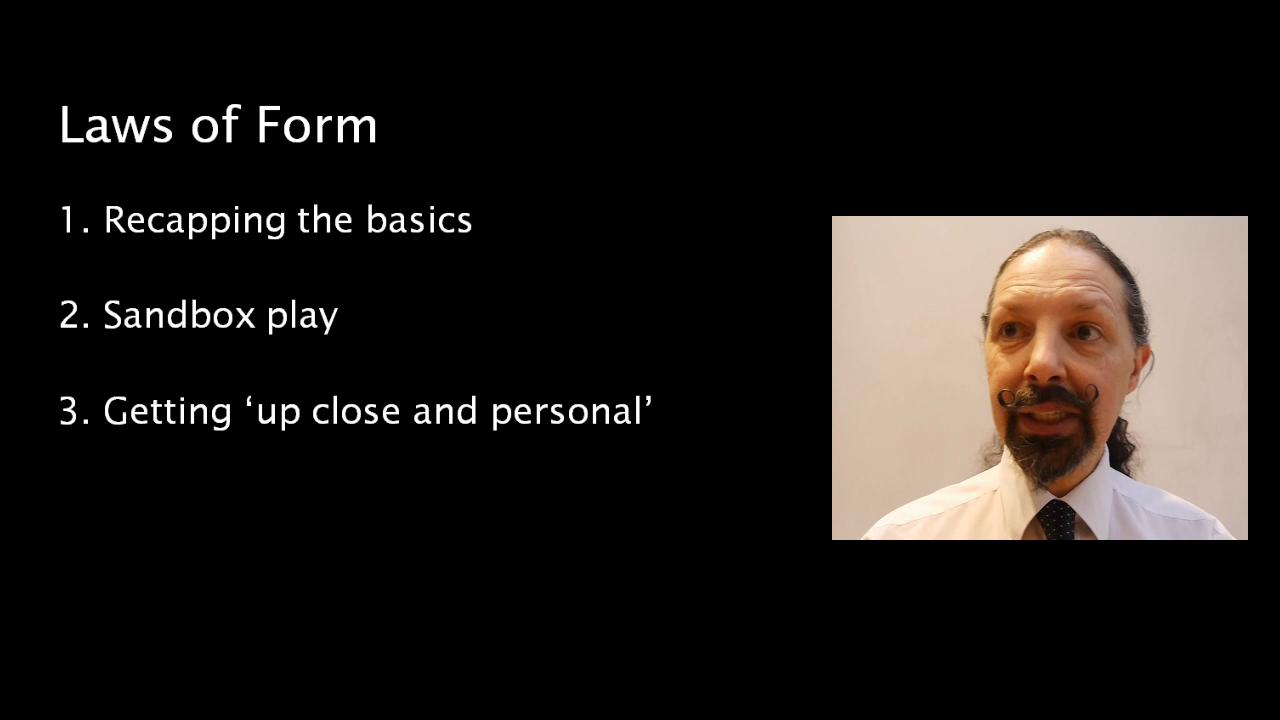 Laws of Form
1. Recapping the basics
2. Sandbox play
3. Getting ‘up close and personal’